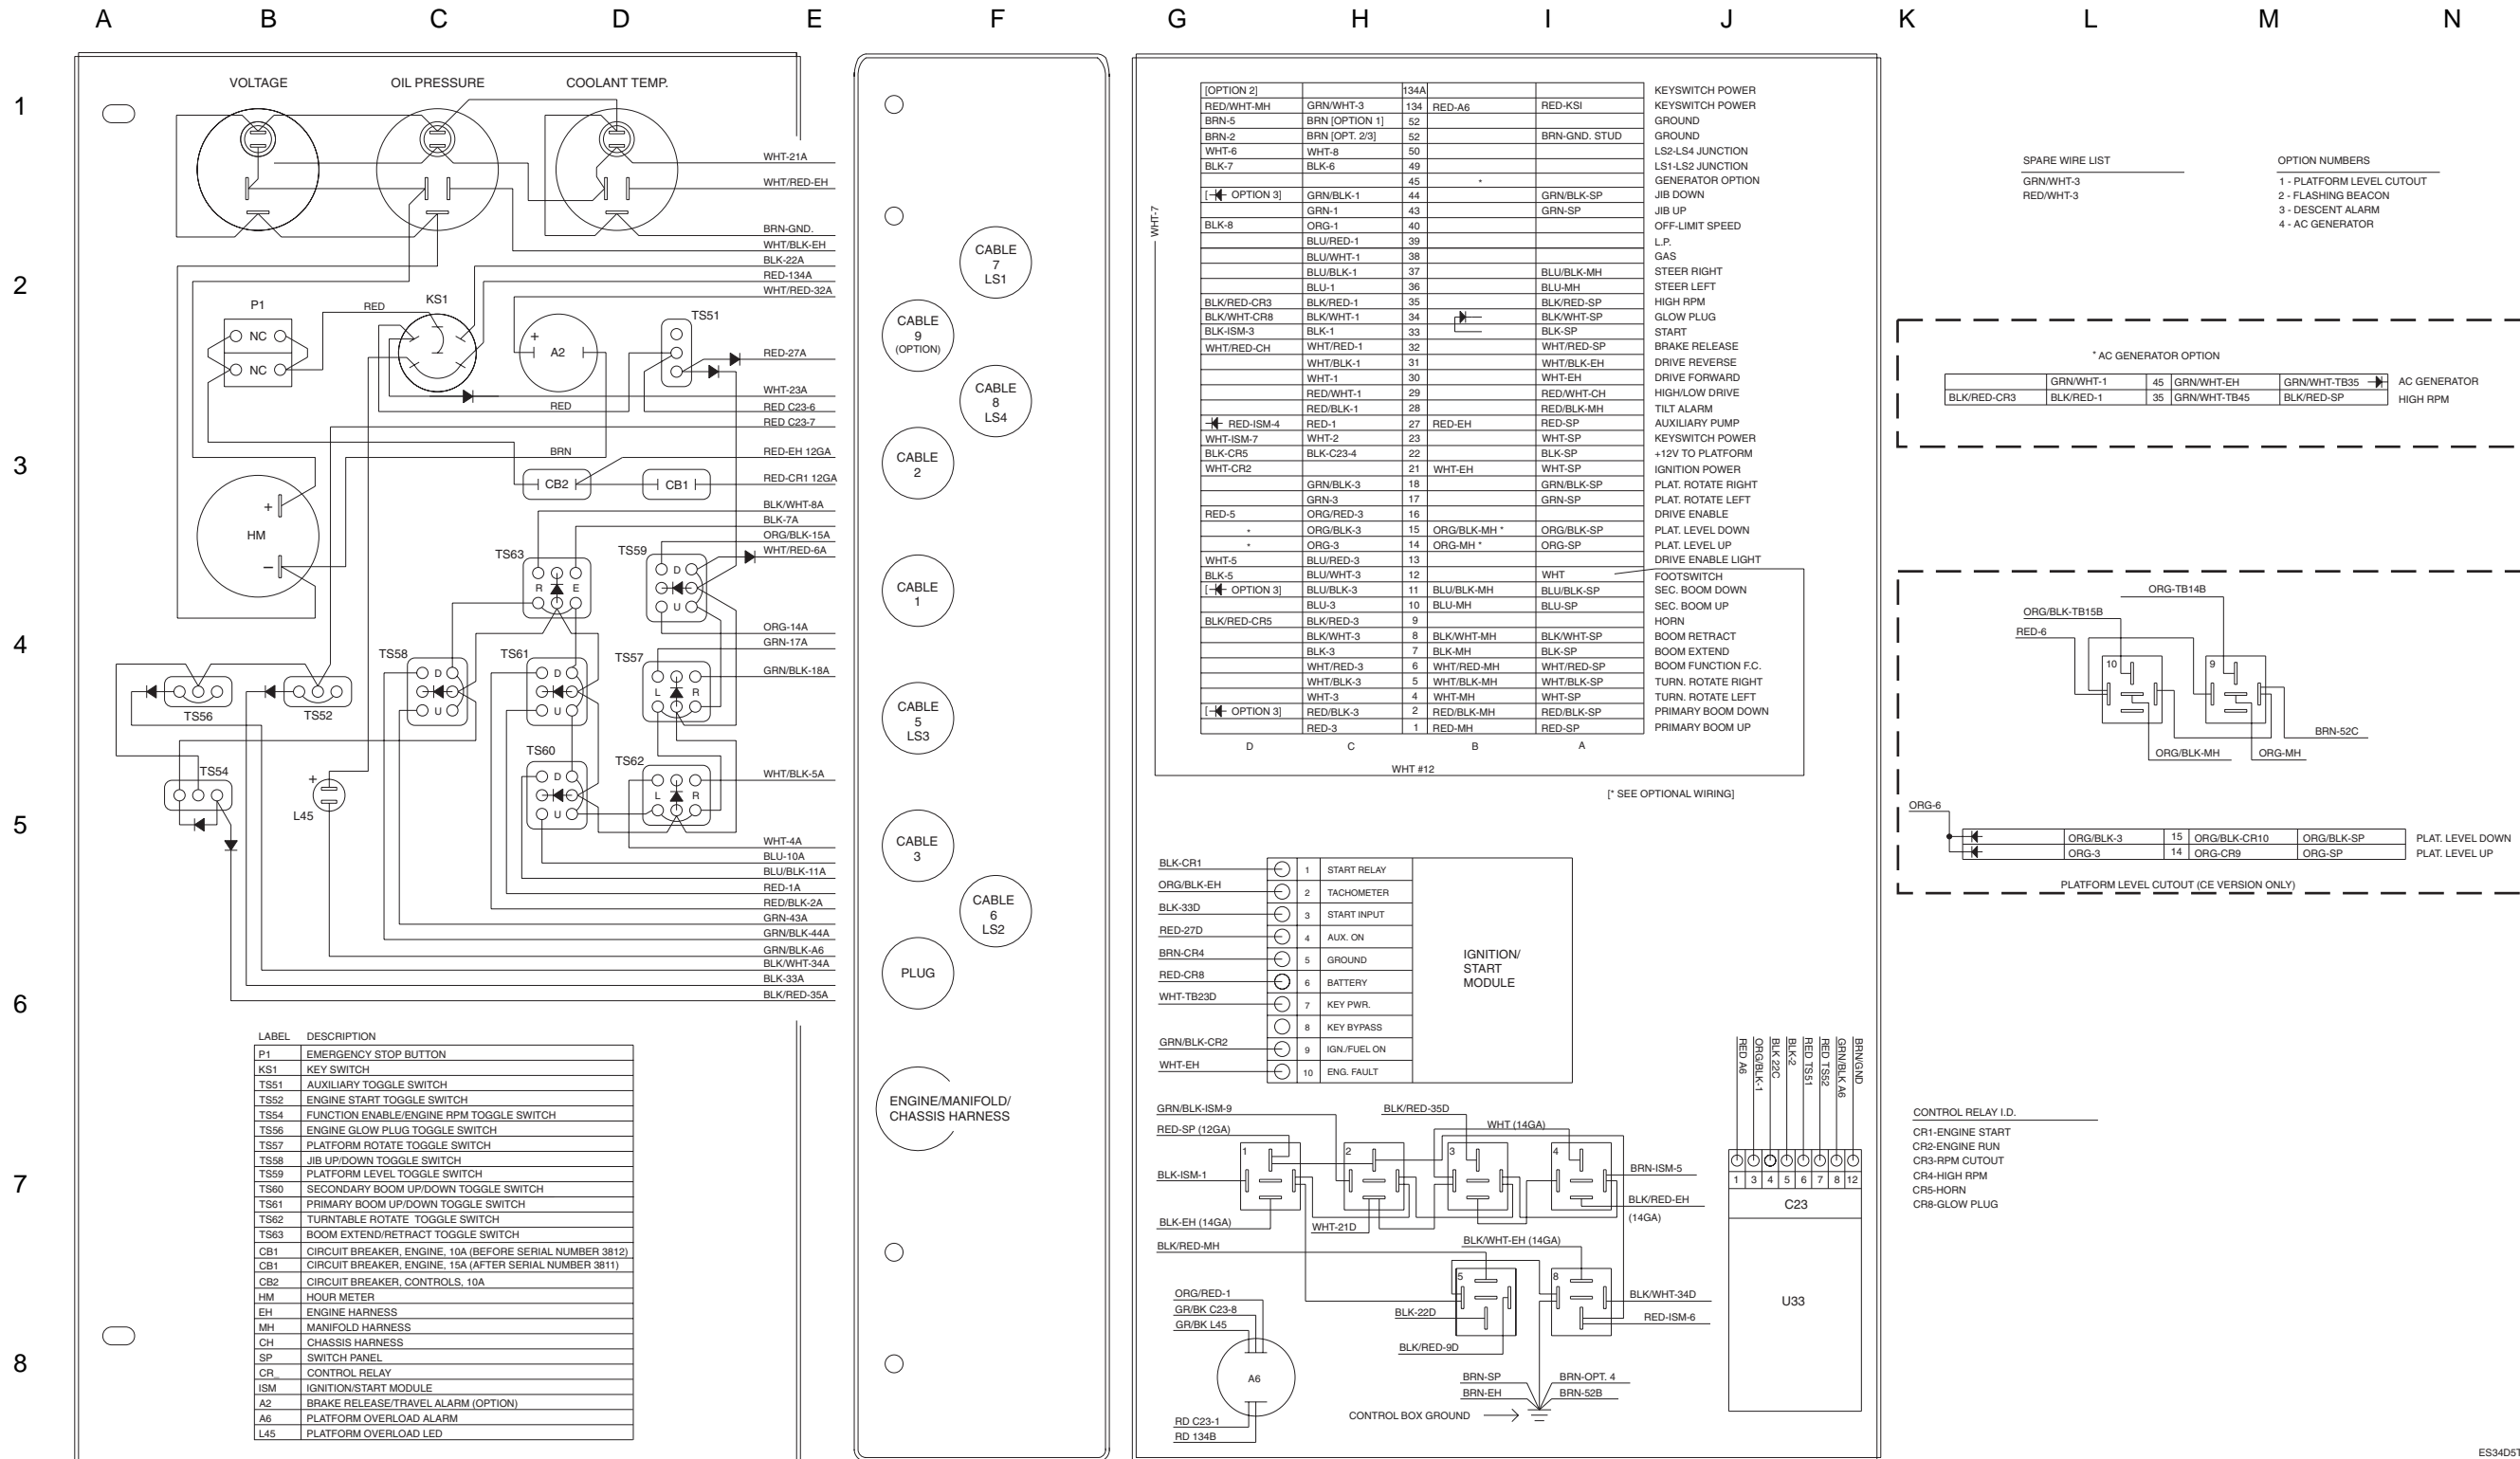 A B C D E F G H I J K L M N
1
2
3
4
5
6
7
8
VOLTAGE OIL PRESSURE COOLANT TEMP.
WHT-21A
WHT/RED-EH
BRN-GND.
WHT/BLK-EH
BLK-22A
RED-134A
WHT/RED-32A
P1
RED
KS1
TS51
NC
NC
+
A2
RED-27A
WHT-23A
RED
RED C23-6
RED C23-7
BRN
RED-EH 12GA
CB2
CB1
RED-CR1 12GA
+
HM
–
BLK/WHT-8A
BLK-7A
ORG/BLK-15A
WHT/RED-6A
TS63
R E
TS59
D
U
ORG-14A
GRN-17A
GRN/BLK-18A
TS58
D
U
TS61
D
U
TS57
L R
TS56
TS52
TS54
+
L45
TS60
D
U
TS62
L R
WHT/BLK-5A
WHT-4A
BLU-10A
BLU/BLK-11A
RED-1A
RED/BLK-2A
GRN-43A
GRN/BLK-44A
GRN/BLK-A6
BLK/WHT-34A
BLK-33A
BLK/RED-35A
LABEL DESCRIPTION
P1 EMERGENCY STOP BUTTON
KS1 KEY SWITCH
TS51 AUXILIARY TOGGLE SWITCH
TS52 ENGINE START TOGGLE SWITCH
TS54 FUNCTION ENABLE/ENGINE RPM TOGGLE SWITCH
TS56 ENGINE GLOW PLUG TOGGLE SWITCH
TS57 PLATFORM ROTATE TOGGLE SWITCH
TS58 JIB UP/DOWN TOGGLE SWITCH
TS59 PLATFORM LEVEL TOGGLE SWITCH
TS60 SECONDARY BOOM UP/DOWN TOGGLE SWITCH
TS61 PRIMARY BOOM UP/DOWN TOGGLE SWITCH
TS62 TURNTABLE ROTATE TOGGLE SWITCH
TS63 BOOM EXTEND/RETRACT TOGGLE SWITCH
CB1 CIRCUIT BREAKER, ENGINE, 10A (BEFORE SERIAL NUMBER 3812)
CB1 CIRCUIT BREAKER, ENGINE, 15A (AFTER SERIAL NUMBER 3811)
CB2 CIRCUIT BREAKER, CONTROLS, 10A
HM HOUR METER
EH ENGINE HARNESS
MH MANIFOLD HARNESS
CH CHASSIS HARNESS
SP SWITCH PANEL
CR_ CONTROL RELAY
ISM IGNITION/START MODULE
A2 BRAKE RELEASE/TRAVEL ALARM (OPTION)
A6 PLATFORM OVERLOAD ALARM
L45 PLATFORM OVERLOAD LED
CABLE
7
LS1
CABLE
9
(OPTION)
CABLE
8
LS4
CABLE
2
CABLE
1
CABLE
5
LS3
CABLE
3
CABLE
6
LS2
PLUG
ENGINE/MANIFOLD/
CHASSIS HARNESS
WHT-7
[OPTION 2] 134A KEYSWITCH POWER
RED/WHT-MH GRN/WHT-3 134 RED-A6 RED-KSI KEYSWITCH POWER
BRN-5 BRN [OPTION 1] 52 GROUND
BRN-2 BRN [OPT. 2/3] 52 BRN-GND. STUD GROUND
WHT-6 WHT-8 50 LS2-LS4 JUNCTION
BLK-7 BLK-6 49 LS1-LS2 JUNCTION
45 * GENERATOR OPTION
[ OPTION 3] GRN/BLK-1 44 GRN/BLK-SP JIB DOWN
GRN-1 43 GRN-SP JIB UP
BLK-8 ORG-1 40 OFF-LIMIT SPEED
BLU/RED-1 39 L.P.
BLU/WHT-1 38 GAS
BLU/BLK-1 37 BLU/BLK-MH STEER RIGHT
BLU-1 36 BLU-MH STEER LEFT
BLK/RED-CR3 BLK/RED-1 35 BLK/RED-SP HIGH RPM
BLK/WHT-CR8 BLK/WHT-1 34 BLK/WHT-SP GLOW PLUG
BLK-ISM-3 BLK-1 33 BLK-SP START
WHT/RED-CH WHT/RED-1 32 WHT/RED-SP BRAKE RELEASE
WHT/BLK-1 31 WHT/BLK-EH DRIVE REVERSE
WHT-1 30 WHT-EH DRIVE FORWARD
RED/WHT-1 29 RED/WHT-CH HIGH/LOW DRIVE
RED/BLK-1 28 RED/BLK-MH TILT ALARM
RED-ISM-4 RED-1 27 RED-EH RED-SP AUXILIARY PUMP
WHT-ISM-7 WHT-2 23 WHT-SP KEYSWITCH POWER
BLK-CR5 BLK-C23-4 22 BLK-SP +12V TO PLATFORM
WHT-CR2 21 WHT-EH WHT-SP IGNITION POWER
GRN/BLK-3 18 GRN/BLK-SP PLAT. ROTATE RIGHT
GRN-3 17 GRN-SP PLAT. ROTATE LEFT
RED-5 ORG/RED-3 16 DRIVE ENABLE
* ORG/BLK-3 15 ORG/BLK-MH * ORG/BLK-SP PLAT. LEVEL DOWN
* ORG-3 14 ORG-MH * ORG-SP PLAT. LEVEL UP
WHT-5 BLU/RED-3 13 DRIVE ENABLE LIGHT
BLK-5 BLU/WHT-3 12 WHT FOOTSWITCH
[ OPTION 3] BLU/BLK-3 11 BLU/BLK-MH BLU/BLK-SP SEC. BOOM DOWN
BLU-3 10 BLU-MH BLU-SP SEC. BOOM UP
BLK/RED-CR5 BLK/RED-3 9 HORN
BLK/WHT-3 8 BLK/WHT-MH BLK/WHT-SP BOOM RETRACT
BLK-3 7 BLK-MH BLK-SP BOOM EXTEND
WHT/RED-3 6 WHT/RED-MH WHT/RED-SP BOOM FUNCTION F.C.
WHT/BLK-3 5 WHT/BLK-MH WHT/BLK-SP TURN. ROTATE RIGHT
WHT-3 4 WHT-MH WHT-SP TURN. ROTATE LEFT
[ OPTION 3] RED/BLK-3 2 RED/BLK-MH RED/BLK-SP PRIMARY BOOM DOWN
RED-3 1 RED-MH RED-SP PRIMARY BOOM UP
D C B A
WHT #12
[* SEE OPTIONAL WIRING]
BLK-CR1 1 START RELAY
ORG/BLK-EH 2 TACHOMETER
BLK-33D 3 START INPUT
RED-27D 4 AUX. ON
BRN-CR4 5 GROUND
RED-CR8 6 BATTERY
WHT-TB23D 7 KEY PWR.
8 KEY BYPASS
GRN/BLK-CR2 9 IGN./FUEL ON
WHT-EH 10 ENG. FAULT
IGNITION/
START
MODULE
GRN/BLK-ISM-9
BLK/RED-35D
RED-SP (12GA)
WHT (14GA)
1 2 3 4
BLK-ISM-1
BRN-ISM-5
BLK/RED-EH
(14GA)
BLK-EH (14GA)
WHT-21D
BLK/RED-MH
BLK/WHT-EH (14GA)
5 8
ORG/RED-1
GR/BK C23-8
GR/BK L45
BLK-22D
BLK/WHT-34D
RED-ISM-6
BLK/RED-9D
A6
RD C23-1
RD 134B
BRN-SP
BRN-EH
BRN-OPT. 4
BRN-52B
CONTROL BOX GROUND
RED A6
ORG/BLK-1
BLK 22C
BLK-2
RED TS51
RED TS52
GRN/BLK A6
BRN/GND
1 3 4 5 6 7 8 12
C23
U33
SPARE WIRE LIST
GRN/WHT-3
RED/WHT-3
OPTION NUMBERS
1 - PLATFORM LEVEL CUTOUT
2 - FLASHING BEACON
3 - DESCENT ALARM
4 - AC GENERATOR
* AC GENERATOR OPTION
GRN/WHT-1 45 GRN/WHT-EH GRN/WHT-TB35 AC GENERATOR
BLK/RED-CR3 BLK/RED-1 35 GRN/WHT-TB45 BLK/RED-SP HIGH RPM
ORG-TB14B
ORG/BLK-TB15B
RED-6
10 9
BRN-52C
ORG/BLK-MH
ORG-MH
ORG-6
ORG/BLK-3 15 ORG/BLK-CR10 ORG/BLK-SP PLAT. LEVEL DOWN
ORG-3 14 ORG-CR9 ORG-SP PLAT. LEVEL UP
PLATFORM LEVEL CUTOUT (CE VERSION ONLY)
CONTROL RELAY I.D.
CR1-ENGINE START
CR2-ENGINE RUN
CR3-RPM CUTOUT
CR4-HIGH RPM
CR5-HORN
CR8-GLOW PLUG